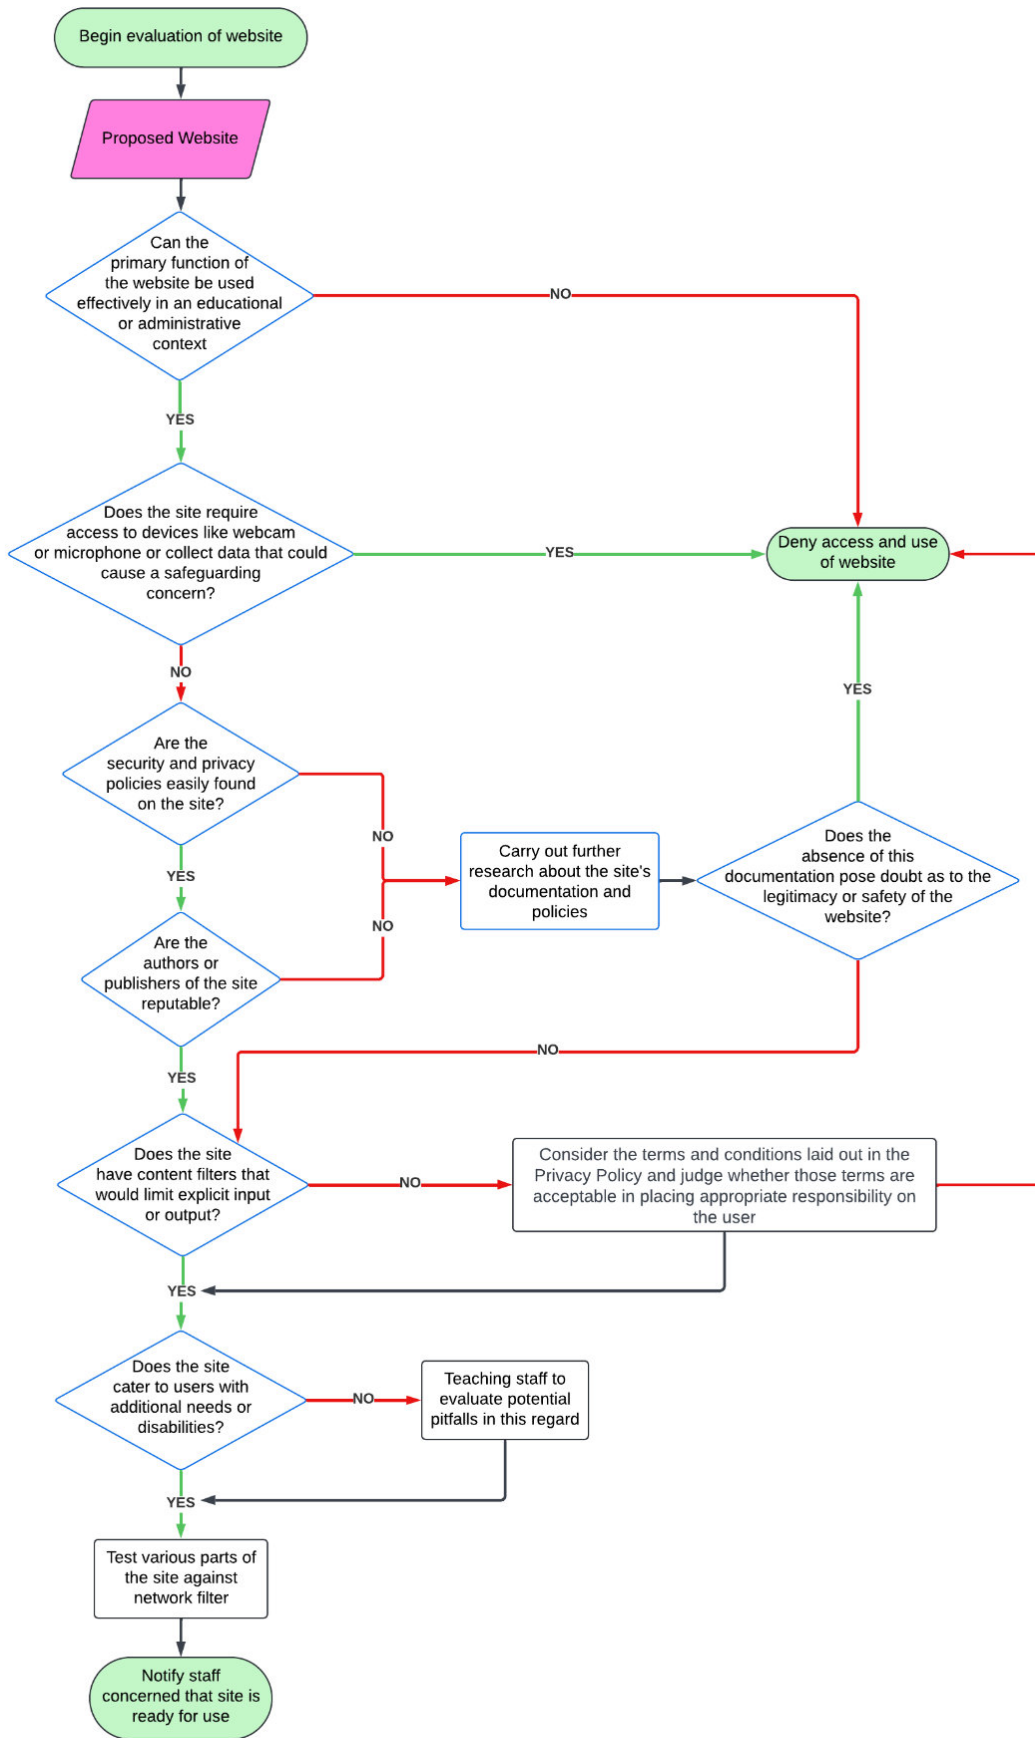 Begin evaluation of website
Proposed Website
Can the
primary function of
the website be used
effectively in an educational
or administrative
context
NO
YES
Does the site require
access to devices like webcam
or microphone or collect data that could
cause a safeguarding
concern?
YES
Deny access and use
of website
NO
YES
Are the
security and privacy
policies easily found
on the site?
NO
Carry out further
research about the site's
documentation and
policies
Does the
absence of this
documentation pose doubt as to the
legitimacy or safety of the
website?
YES
NO
Are the
authors or
publishers of the site
reputable?
NO
YES
Does the site
have content filters that
would limit explicit input
or output?
NO
Consider the terms and conditions laid out in the
Privacy Policy and judge whether those terms are
acceptable in placing appropriate responsibility on
the user
YES
Does the site
cater to users with
additional needs or
disabilities?
NO
Teaching staff to
evaluate potential
pitfalls in this regard
YES
Test various parts of
the site against
network filter
Notify staff
concerned that site is
ready for use